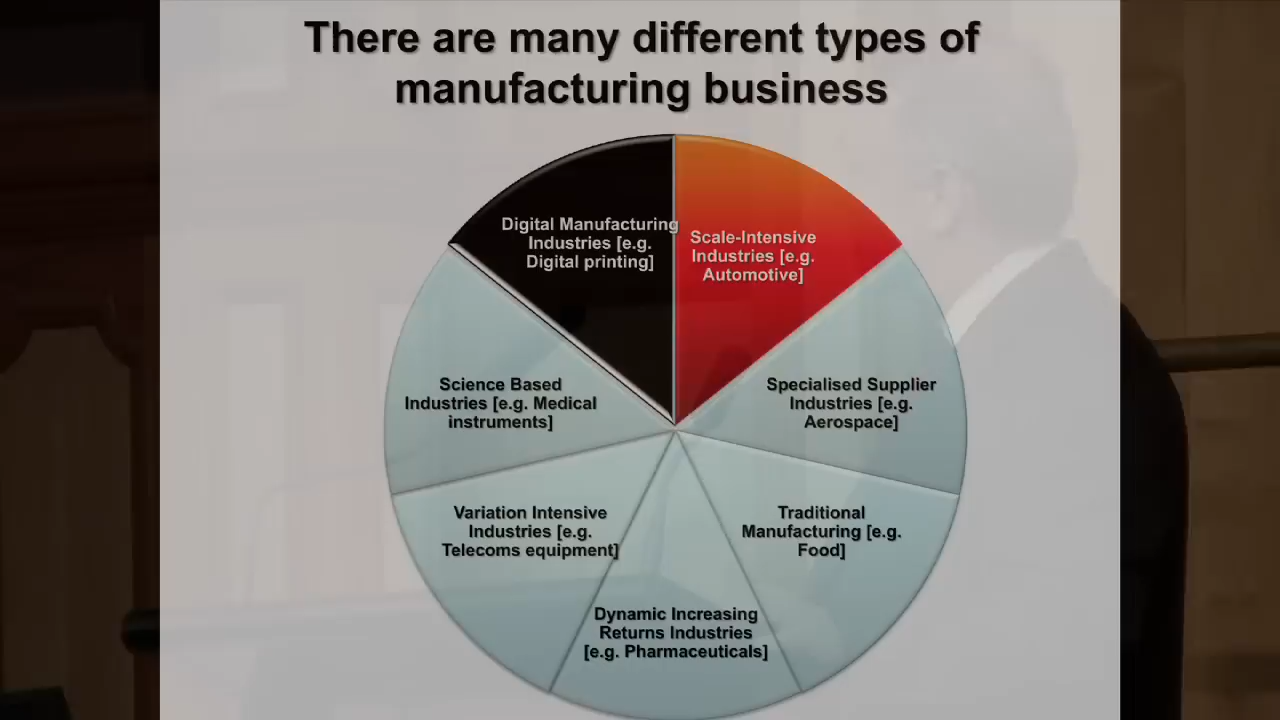 There are many different types of
manufacturing business
Digital Manufacturing
Industries [e.g.
Digital printing]
Scale-Intensive
Industries [e.g.
Automotive]
Science Based
Industries [e.g. Medical
instruments]
Specialised Supplier
Industries [e.g.
Aerospace]
Variation Intensive
Industries [e.g.
Telecoms equipment]
Traditional
Manufacturing [e.g.
Food]
Dynamic Increasing
Returns Industries
[e.g. Pharmaceuticals]